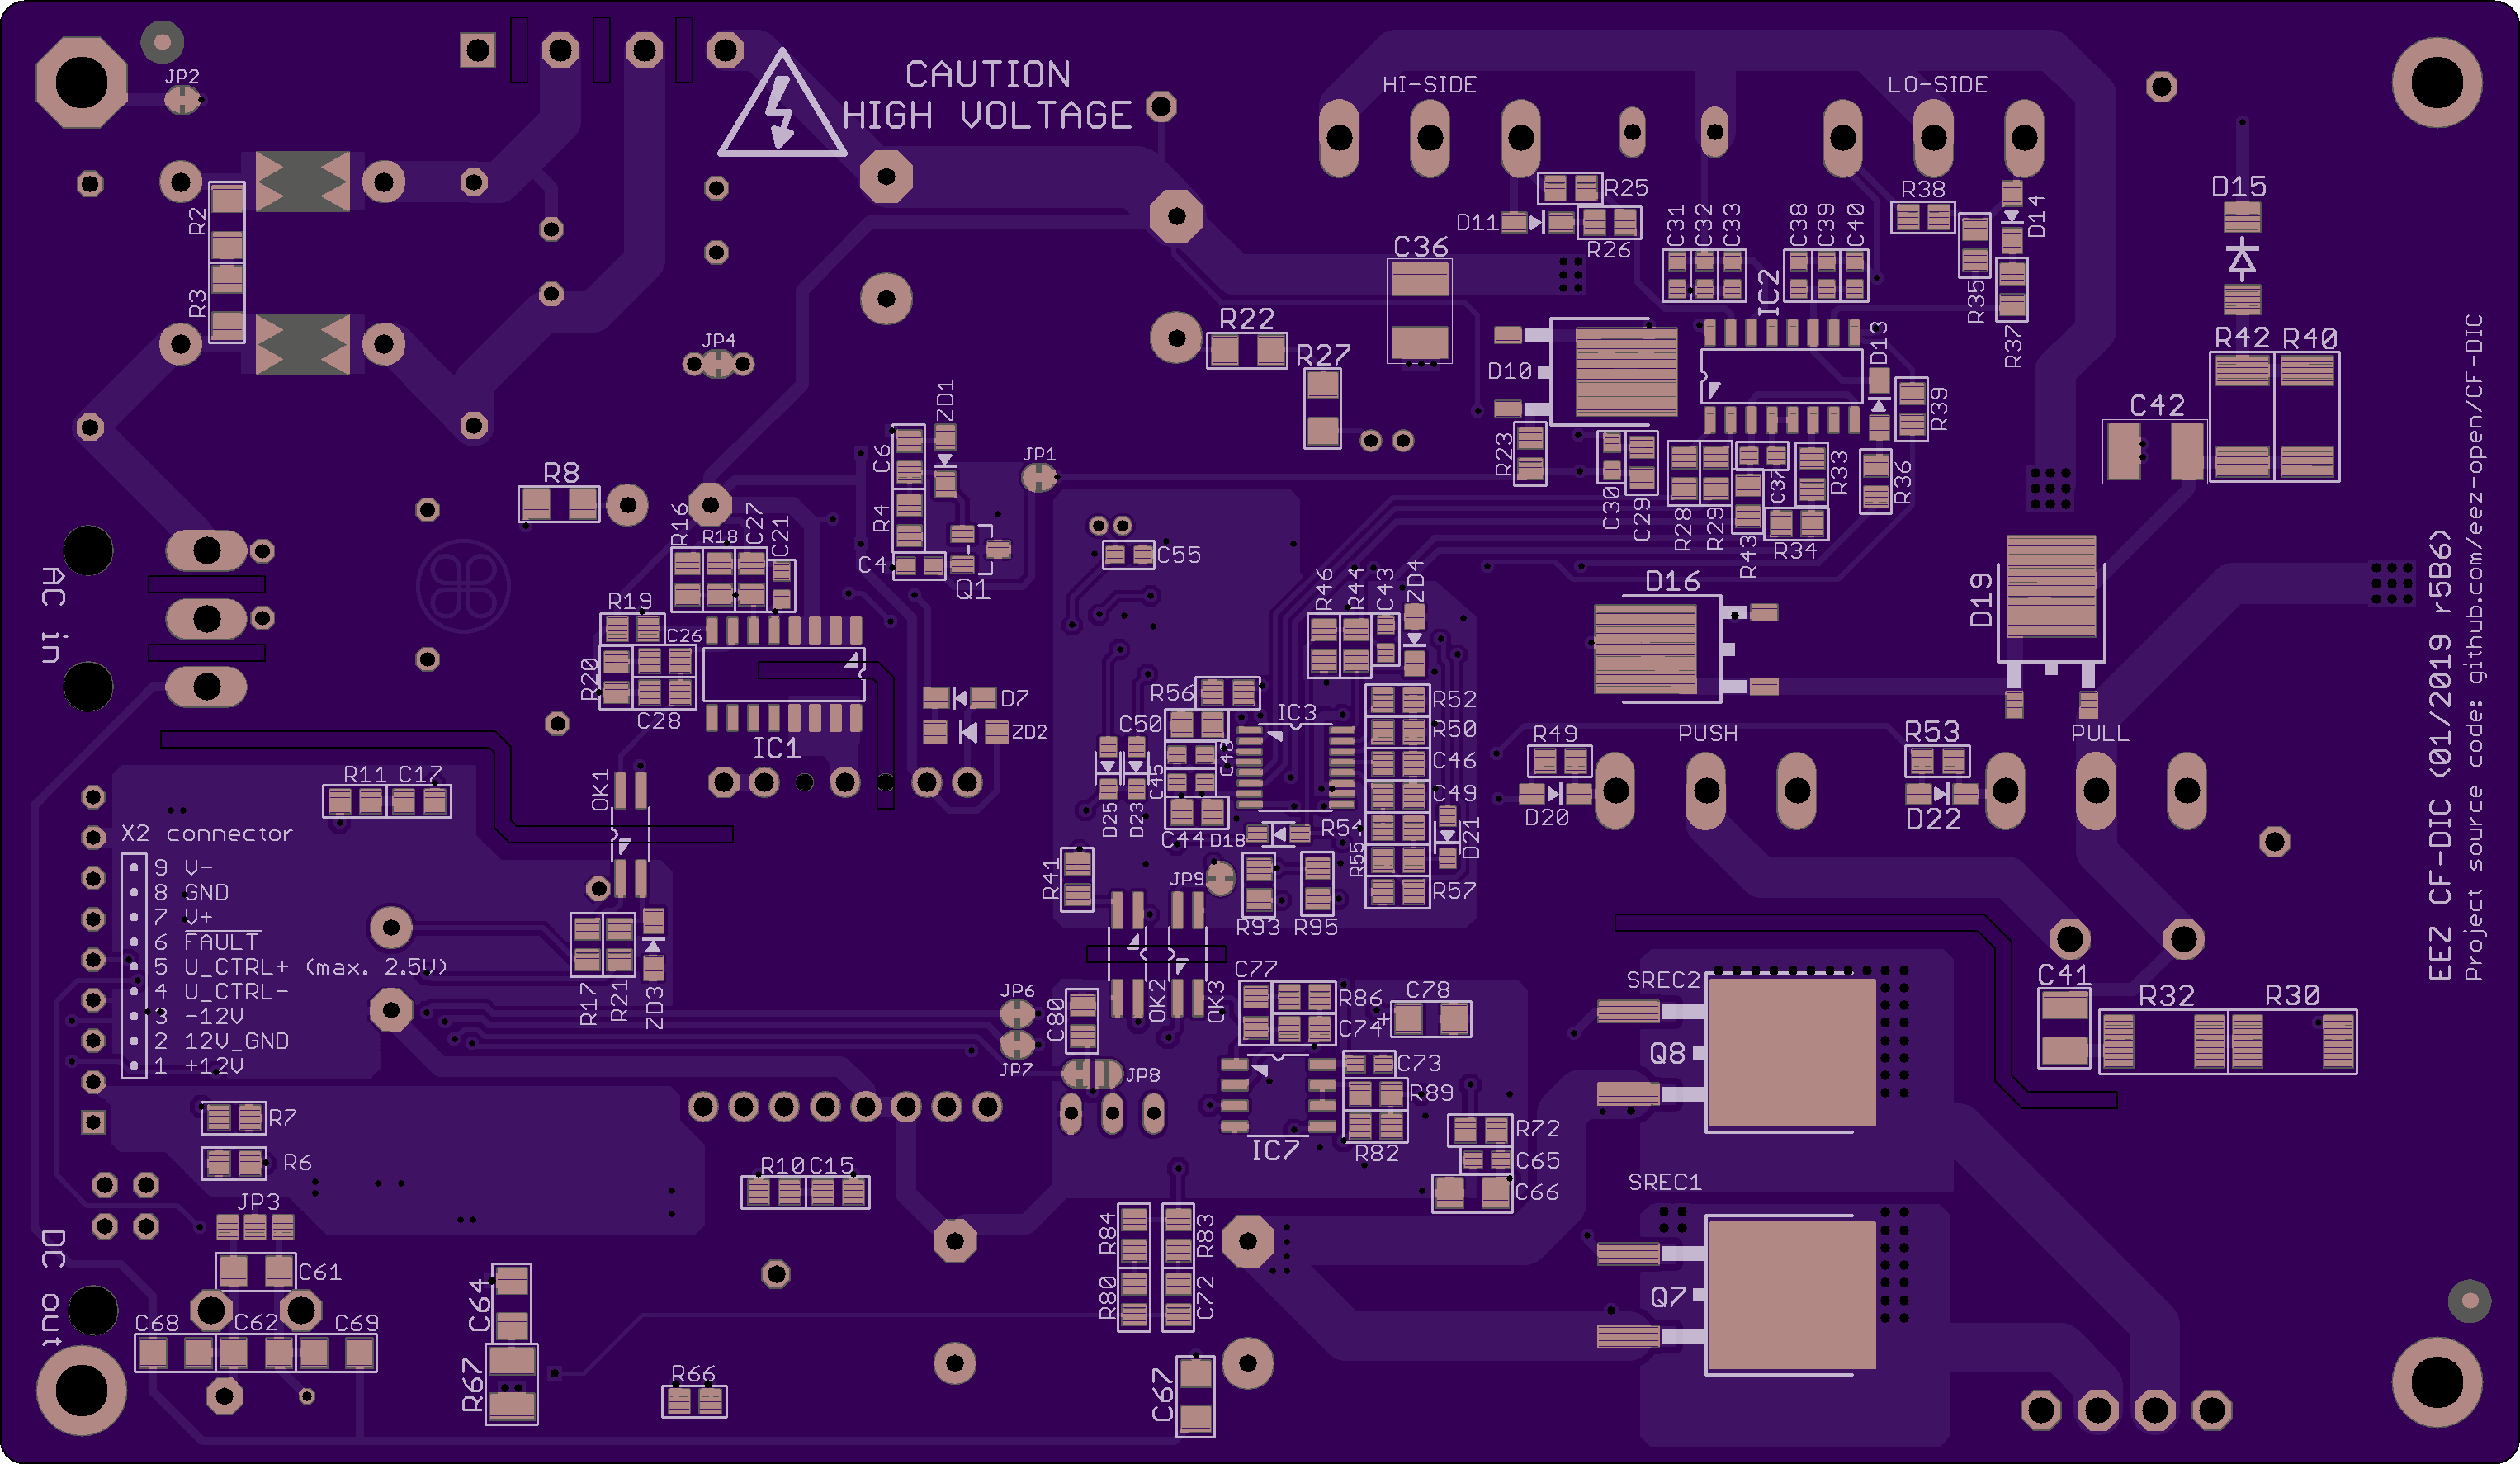 CAUTION
HIGH VOLTAGE
HI-SIDE
LO-SIDE
JP2
R2
R3
D11
R25
R26
C31
C32
C33
C38
C39
C40
R38
D14
D15
C36
IC2
R35
R37
R22
R27
JP4
D10
D13
R39
R42
R40
C42
ZD1
C6
R4
C4
Q1
JP1
R8
R16
R18
C27
C21
R23
C30
C29
R28
R29
C37
R43
R33
R34
R36
C55
AC in
R19
C26
R20
C28
IC1
D7
ZD2
R46
R44
C43
ZD4
D16
D19
R56
C50
IC3
R52
R50
C46
C49
R54
R55
R57
C45
C48
D25
D23
C44
D18
D21
R49
D20
PUSH
R53
D22
PULL
R11
C17
OK1
X2 connector
9 V-
8 GND
7 V+
6 FAULT
5 U_CTRL+ (max. 2.5V)
4 U_CTRL-
3 -12V
2 12V_GND
1 +12V
R41
JP9
R93
R95
R17
R21
ZD3
OK2
OK3
C77
R86
C74
C78
+
JP6
JP7
C80
JP8
C73
R89
R82
IC7
SREC2
Q8
C41
R32
R30
R7
R6
JP3
R10
C15
R72
C65
C66
SREC1
Q7
DC out
C61
C68
C62
C69
C64
R67
R66
R84
R83
R80
C72
C67
EEZ CF-DIC (01/2019 r5B6)
Project source code: github.com/eez-open/CF-DIC